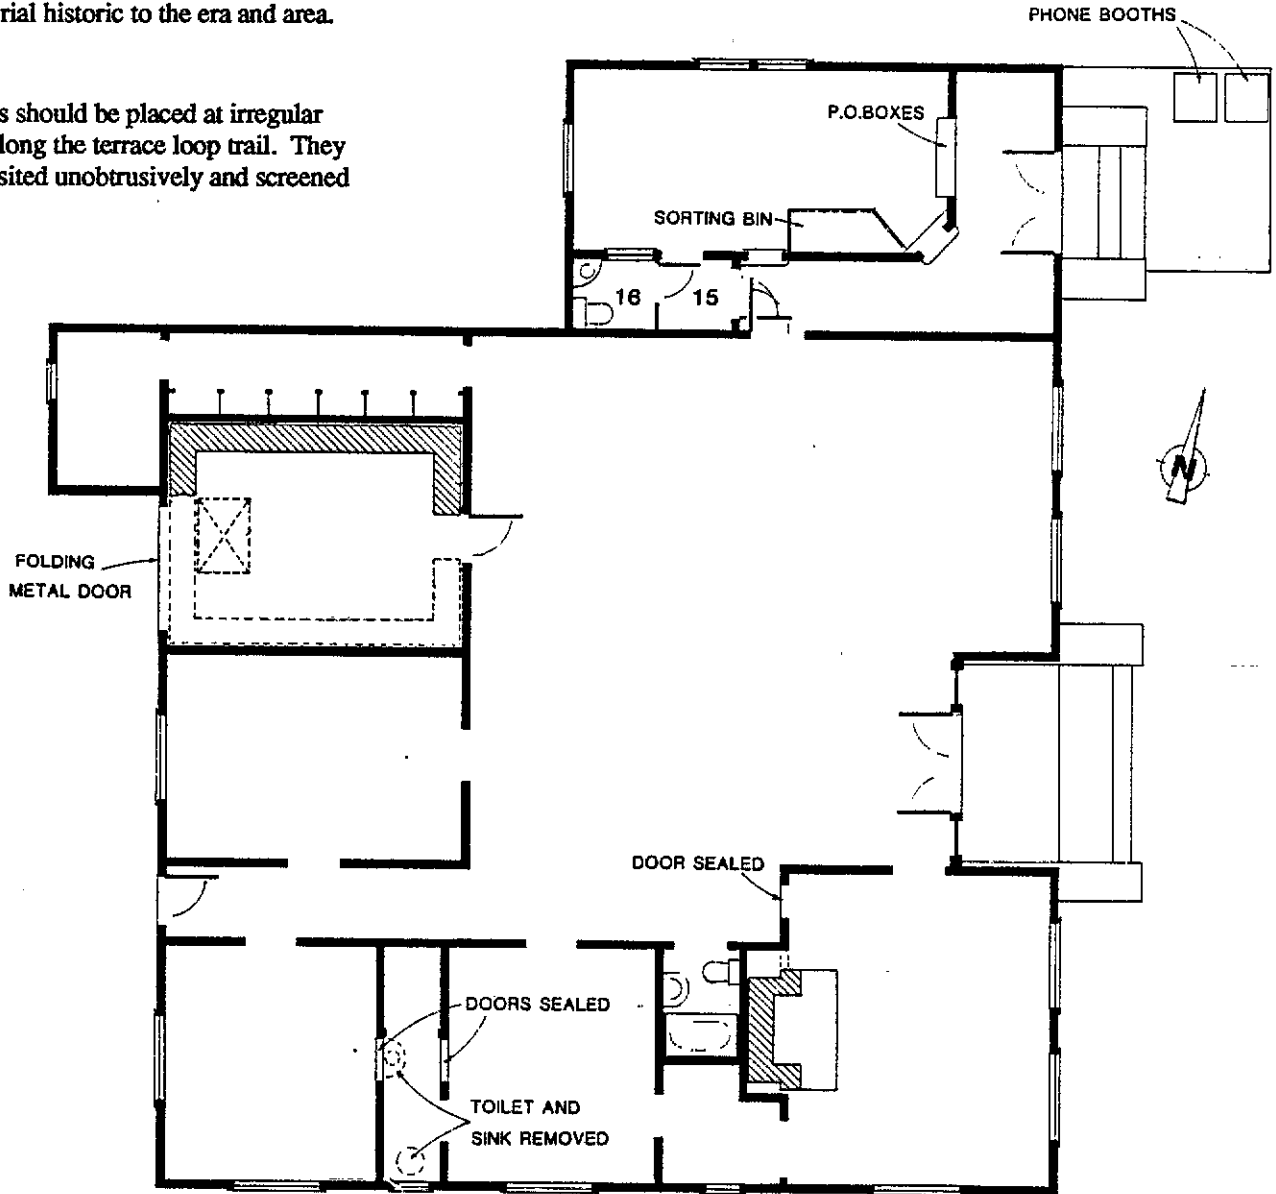 rial historic to the era and area.
s should be placed at irregular
long the terrace loop trail. They
sited unobtrusively and screened
PHONE BOOTHS
P.O.BOXES
SORTING BIN
16
15
N
FOLDING
METAL DOOR
DOOR SEALED
DOORS SEALED
TOILET AND
SINK REMOVED